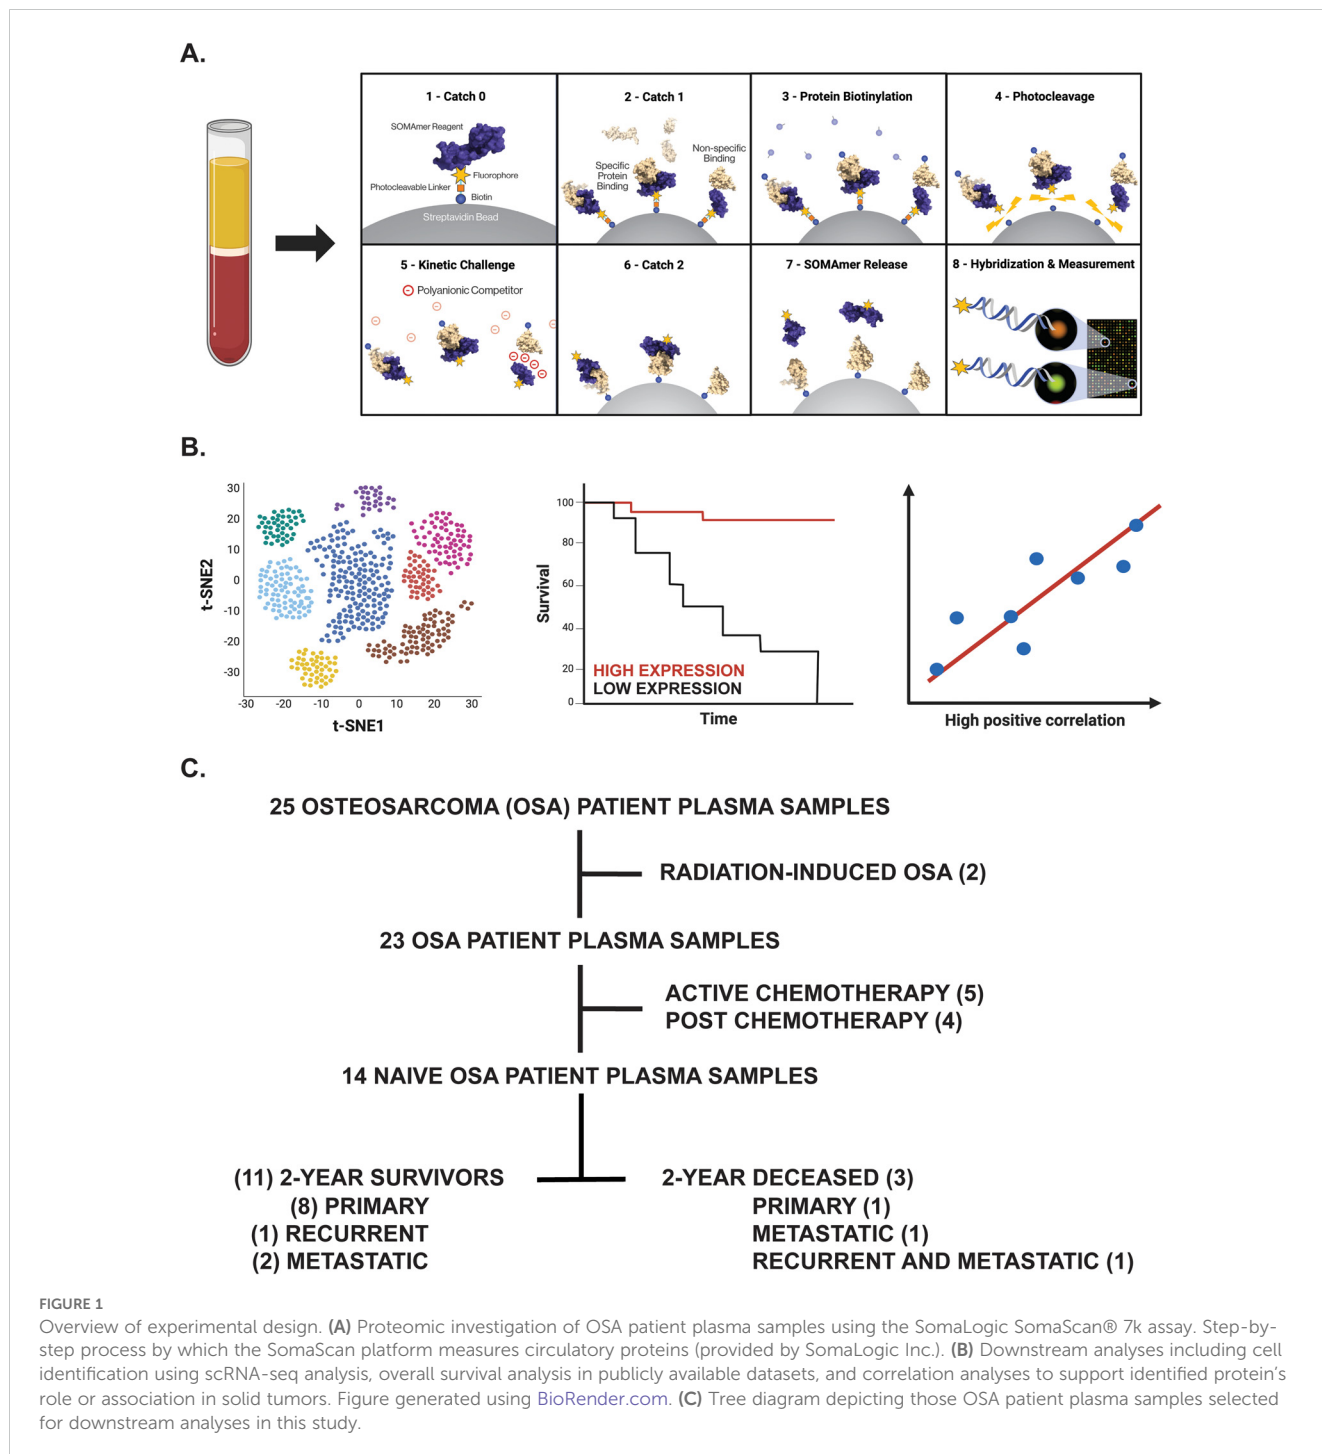 A.
1 - Catch 0
SOMAmer Reagent
Fluorophore
Photocleavable Linker
Biotin
Streptavidin Bead
2 - Catch 1
Non-specific
Binding
Specific
Protein
Binding
3 - Protein Biotinylation
4 - Photocleavage
5 - Kinetic Challenge
Polyanionic Competitor
6 - Catch 2
7 - SOMAmer Release
8 - Hybridization & Measurement
B.
30
20
10
0
-10
-20
-30
t-SNE2
-30 -20 -10 0 10 20 30
t-SNE1
100
80
60
40
20
0
Survival
HIGH EXPRESSION
LOW EXPRESSION
Time
High positive correlation
C.
25 OSTEOSARCOMA (OSA) PATIENT PLASMA SAMPLES
RADIATION-INDUCED OSA (2)
23 OSA PATIENT PLASMA SAMPLES
ACTIVE CHEMOTHERAPY (5)
POST CHEMOTHERAPY (4)
14 NAIVE OSA PATIENT PLASMA SAMPLES
(11) 2-YEAR SURVIVORS
(8) PRIMARY
(1) RECURRENT
(2) METASTATIC
2-YEAR DECEASED (3)
PRIMARY (1)
METASTATIC (1)
RECURRENT AND METASTATIC (1)
FIGURE 1
Overview of experimental design. (A) Proteomic investigation of OSA patient plasma samples using the SomaLogic SomaScan® 7k assay. Step-by-
step process by which the SomaScan platform measures circulatory proteins (provided by SomaLogic Inc.). (B) Downstream analyses including cell
identification using scRNA-seq analysis, overall survival analysis in publicly available datasets, and correlation analyses to support identified protein's
role or association in solid tumors. Figure generated using BioRender.com. (C) Tree diagram depicting those OSA patient plasma samples selected
for downstream analyses in this study.